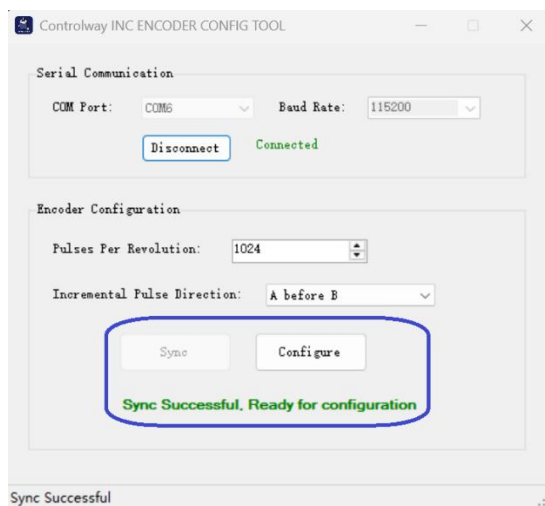 Controlway INC ENCODER CONFIG TOOL
Serial Communication
COM Port: COM6 Baud Rate: 115200
Disconnect Connected
Encoder Configuration
Pulses Per Revolution: 1024
Incremental Pulse Direction: A before B
Sync Configure
Sync Successful, Ready for configuration
Sync Successful